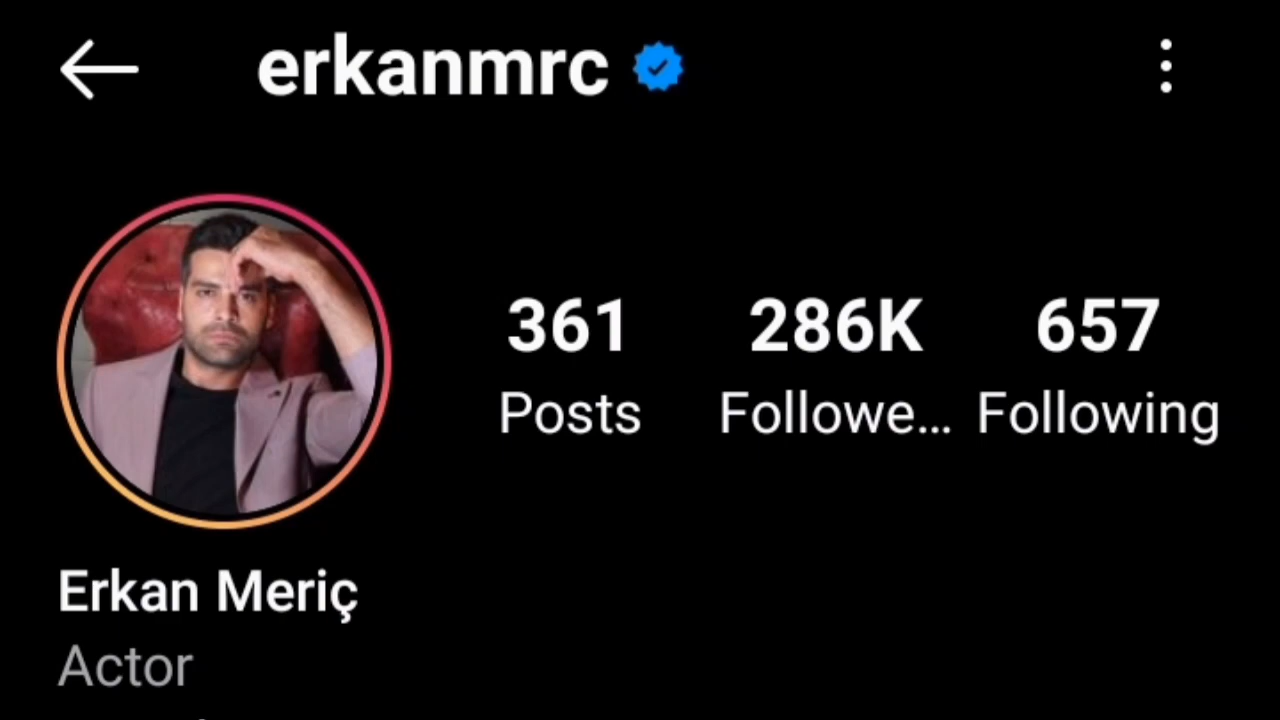 erkanmrc
361 286K 657
Posts Followe... Following
Erkan Meriç
Actor